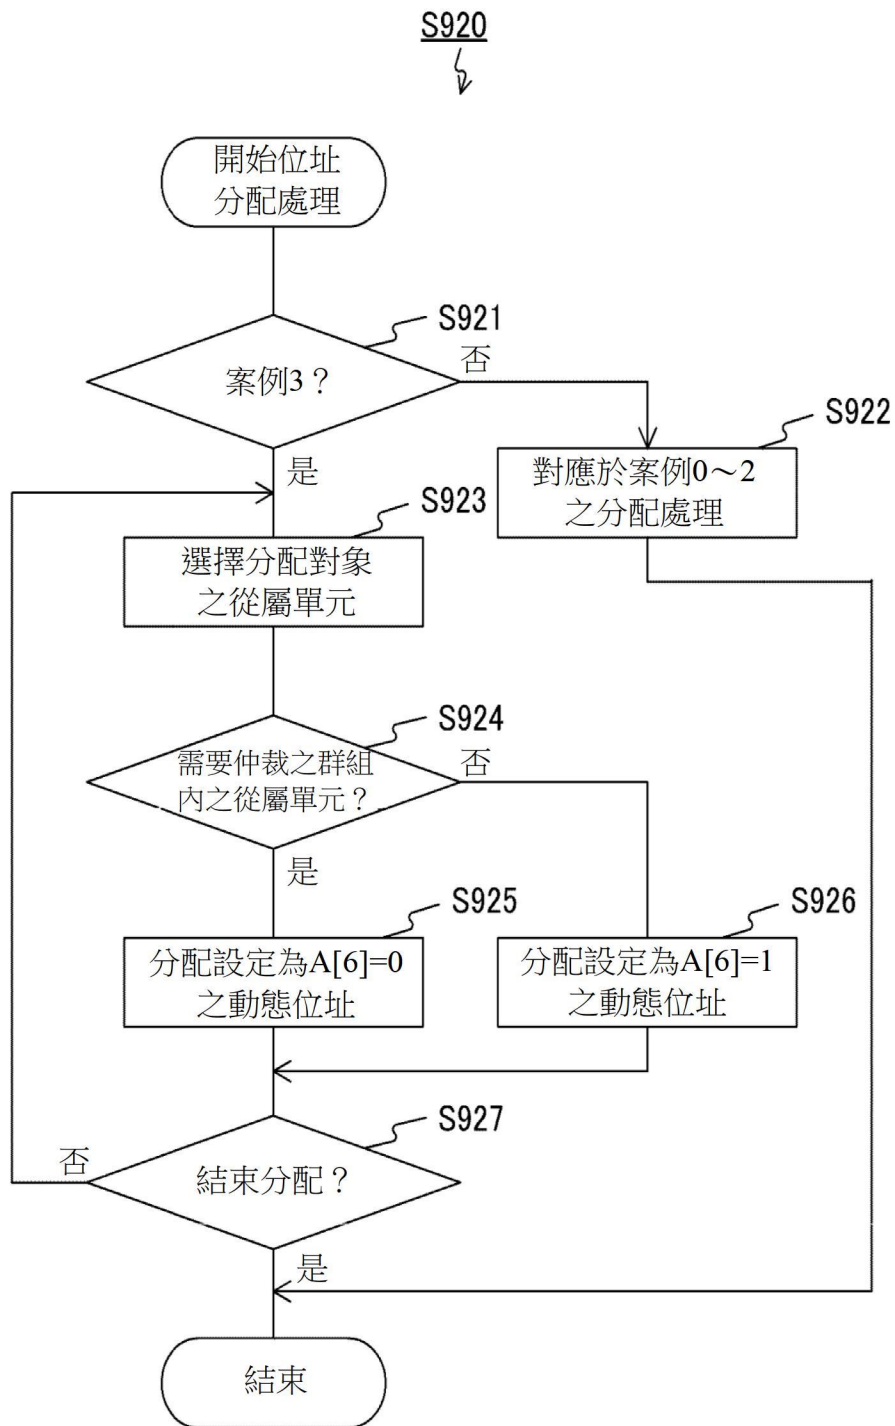 S920
開始位址
分配處理
S921
案例3？
否
S922
是
對應於案例0～2
之分配處理
S923
選擇分配對象
之從屬單元
S924
需要仲裁之群組
內之從屬單元？
否
是
S925
S926
分配設定為A[6]=0
之動態位址
分配設定為A[6]=1
之動態位址
S927
否
結束分配？
是
結束